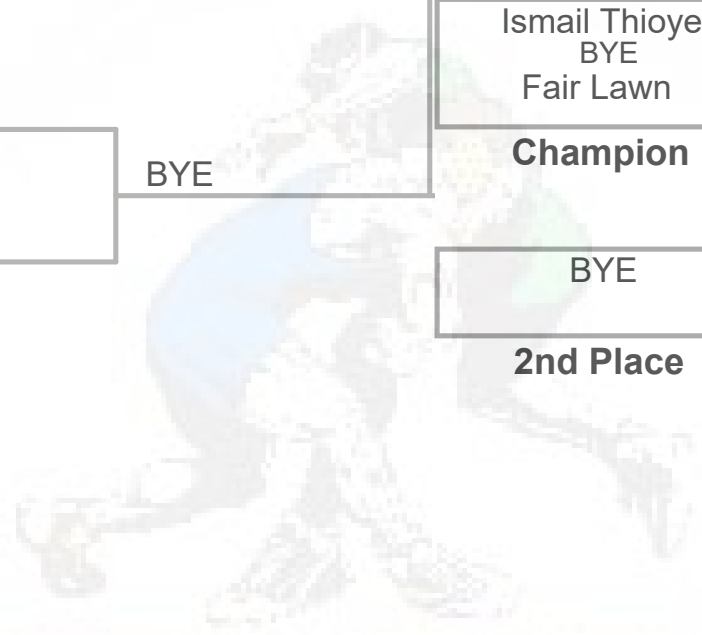 Ismail Thioye
BYE
Fair Lawn
Champion
BYE
BYE
2nd Place